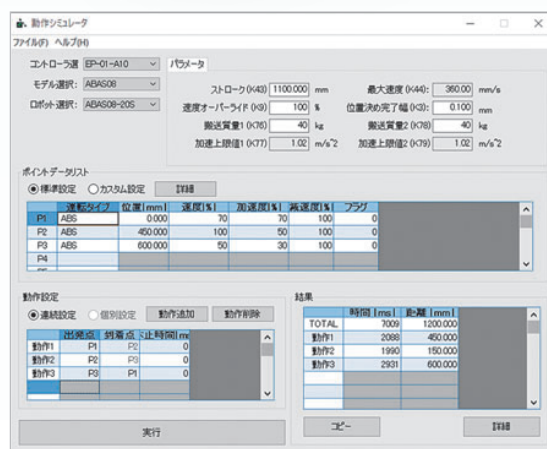 動作シミュレータ
ファイル(F) ヘルプ(H)
コントローラ選 EP-01-A10
モデル選択: ABAS08
ロボット選択: ABAS08-20S
パラメータ
ストローク(K43) 1100.000 mm 最大速度(K44): 360.00 mm/s
速度オーバーライド(K9) 100 % 位置決め完了幅(K3): 0.100 mm
搬送質量1(K76) 40 kg 搬送質量2(K78) 40 kg
加速上限値1(K77) 1.02 m/s^2 加速上限値2(K79) 1.02 m/s^2
ポイントデータリスト
標準設定 カスタム設定 詳細
運転タイプ 位置[mm] 速度[%] 加速度[%] 減速度[%] フラグ
P1 ABS 0.000 70 70 100 0
P2 ABS 450.000 100 50 100 0
P3 ABS 600.000 50 30 100 0
P4
動作設定
連続設定 個別設定 動作追加 動作削除
出発点 到着点 止時間[m
動作1 P1 P2 0
動作2 P2 P3 0
動作3 P3 P1 0
実行
結果
時間[ms] 距離[mm]
TOTAL 7009 1200.000
動作1 2088 450.000
動作2 1990 150.000
動作3 2931 600.000
コピー 詳細